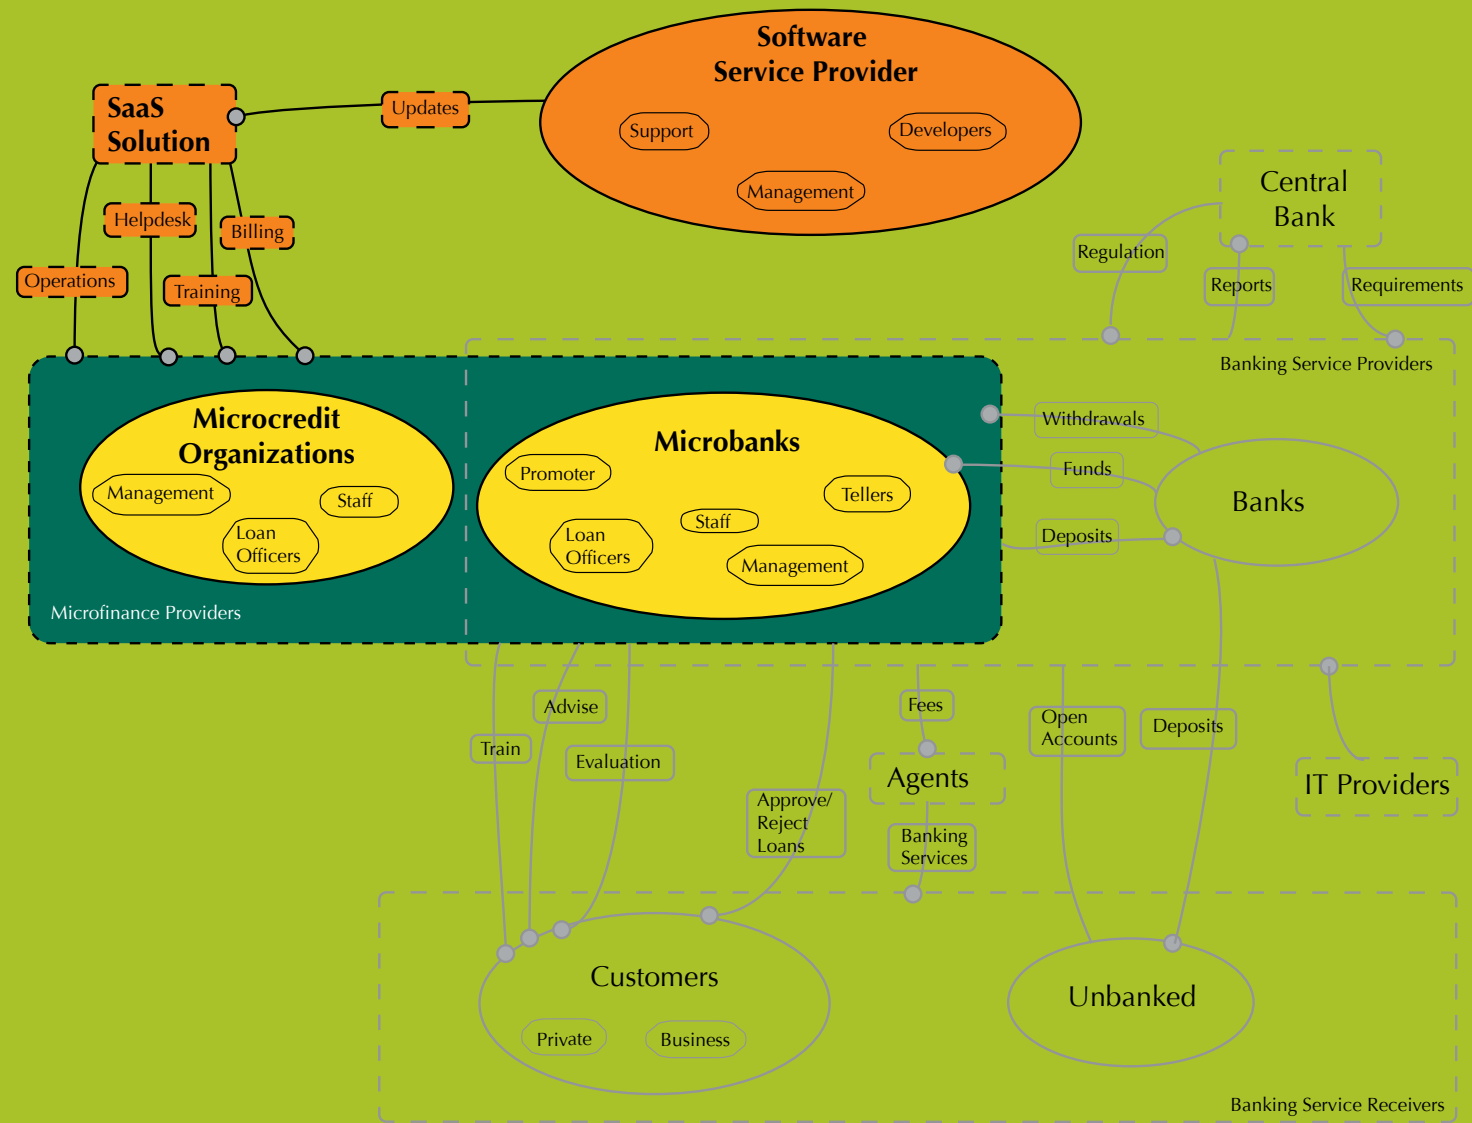 Software
Service Provider
Support
Developers
Management
SaaS
Solution
Updates
Helpdesk
Billing
Operations
Training
Central
Bank
Regulation
Reports
Requirements
Banking Service Providers
Microcredit
Organizations
Management
Staff
Loan
Officers
Microfinance Providers
Microbanks
Promoter
Tellers
Staff
Loan
Officers
Management
Withdrawals
Funds
Deposits
Banks
Train
Advise
Evaluation
Approve/
Reject
Loans
Fees
Agents
Banking
Services
Open
Accounts
Deposits
IT Providers
Customers
Private
Business
Unbanked
Banking Service Receivers